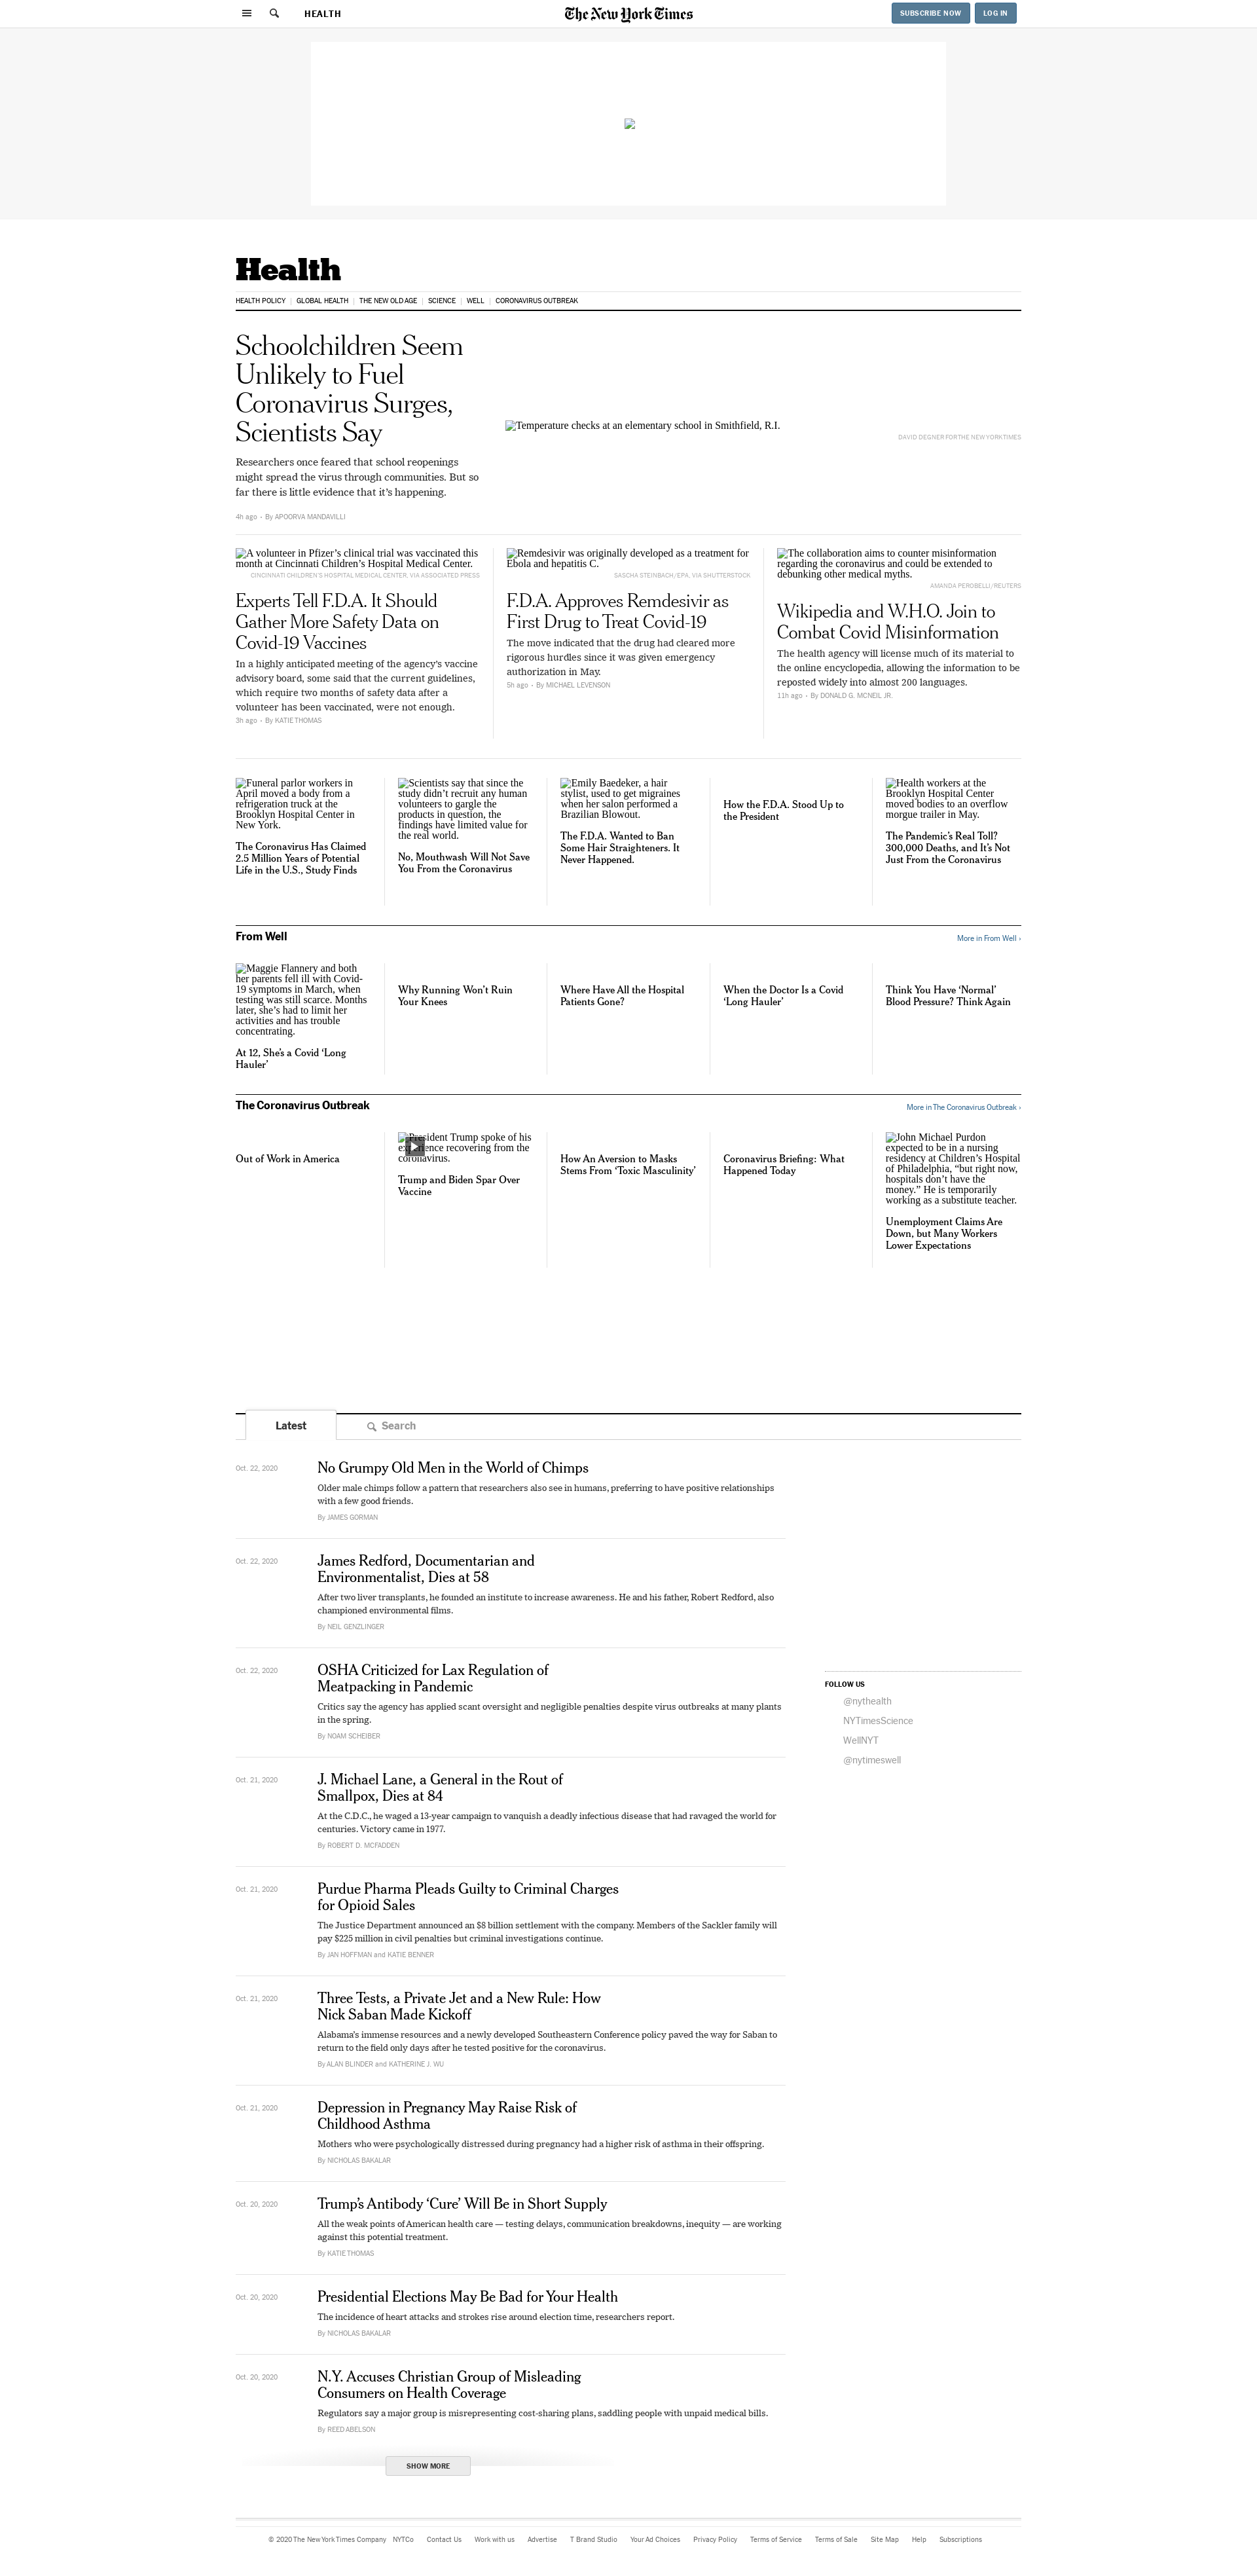 HEALTH
The New York Times
SUBSCRIBE NOW
LOG IN
Health
HEALTH POLICY
GLOBAL HEALTH
THE NEW OLD AGE
SCIENCE
WELL
CORONAVIRUS OUTBREAK
Schoolchildren Seem
Unlikely to Fuel
Coronavirus Surges,
Scientists Say
Researchers once feared that school reopenings
might spread the virus through communities. But so
far there is little evidence that it's happening.
4h ago • By APOORVA MANDAVILLI
Temperature checks at an elementary school in Smithfield, R.I.
DAVID DEGNER FOR THE NEW YORK TIMES
A volunteer in Pfizer's clinical trial was vaccinated this
month at Cincinnati Children's Hospital Medical Center.
CINCINNATI CHILDREN'S HOSPITAL MEDICAL CENTER, VIA ASSOCIATED PRESS
Experts Tell F.D.A. It Should
Gather More Safety Data on
Covid-19 Vaccines
In a highly anticipated meeting of the agency's vaccine
advisory board, some said that the current guidelines,
which require two months of safety data after a
volunteer has been vaccinated, were not enough.
3h ago • By KATIE THOMAS
Remdesivir was originally developed as a treatment for
Ebola and hepatitis C.
SASCHA STEINBACH/EPA, VIA SHUTTERSTOCK
F.D.A. Approves Remdesivir as
First Drug to Treat Covid-19
The move indicated that the drug had cleared more
rigorous hurdles since it was given emergency
authorization in May.
5h ago • By MICHAEL LEVENSON
The collaboration aims to counter misinformation
regarding the coronavirus and could be extended to
debunking other medical myths.
AMANDA PEROBELLI/REUTERS
Wikipedia and W.H.O. Join to
Combat Covid Misinformation
The health agency will license much of its material to
the online encyclopedia, allowing the information to be
reposted widely into almost 200 languages.
11h ago • By DONALD G. MCNEIL JR.
Funeral parlor workers in
April moved a body from a
refrigeration truck at the
Brooklyn Hospital Center in
New York.
The Coronavirus Has Claimed
2.5 Million Years of Potential
Life in the U.S., Study Finds
Scientists say that since the
study didn't recruit any human
volunteers to gargle the
products in question, the
findings have limited value for
the real world.
No, Mouthwash Will Not Save
You From the Coronavirus
Emily Baedeker, a hair
stylist, used to get migraines
when her salon performed a
Brazilian Blowout.
The F.D.A. Wanted to Ban
Some Hair Straighteners. It
Never Happened.
How the F.D.A. Stood Up to
the President
Health workers at the
Brooklyn Hospital Center
moved bodies to an overflow
morgue trailer in May.
The Pandemic's Real Toll?
300,000 Deaths, and It's Not
Just From the Coronavirus
From Well
More in From Well ›
Maggie Flannery and both
her parents fell ill with Covid-
19 symptoms in March, when
testing was still scarce. Months
later, she's had to limit her
activities and has trouble
concentrating.
At 12, She's a Covid 'Long
Hauler'
Why Running Won't Ruin
Your Knees
Where Have All the Hospital
Patients Gone?
When the Doctor Is a Covid
'Long Hauler'
Think You Have 'Normal'
Blood Pressure? Think Again
The Coronavirus Outbreak
More in The Coronavirus Outbreak ›
Out of Work in America
President Trump spoke of his
experience recovering from the
coronavirus.
Trump and Biden Spar Over
Vaccine
How An Aversion to Masks
Stems From 'Toxic Masculinity'
Coronavirus Briefing: What
Happened Today
John Michael Purdon
expected to be in a nursing
residency at Children's Hospital
of Philadelphia, "but right now,
hospitals don't have the
money." He is temporarily
working as a substitute teacher.
Unemployment Claims Are
Down, but Many Workers
Lower Expectations
Latest
Search
Oct. 22, 2020
No Grumpy Old Men in the World of Chimps
Older male chimps follow a pattern that researchers also see in humans, preferring to have positive relationships
with a few good friends.
By JAMES GORMAN
Oct. 22, 2020
James Redford, Documentarian and
Environmentalist, Dies at 58
After two liver transplants, he founded an institute to increase awareness. He and his father, Robert Redford, also
championed environmental films.
By NEIL GENZLINGER
Oct. 22, 2020
OSHA Criticized for Lax Regulation of
Meatpacking in Pandemic
Critics say the agency has applied scant oversight and negligible penalties despite virus outbreaks at many plants
in the spring.
By NOAM SCHEIBER
FOLLOW US
@nythealth
NYTimesScience
WellNYT
@nytimeswell
Oct. 21, 2020
J. Michael Lane, a General in the Rout of
Smallpox, Dies at 84
At the C.D.C., he waged a 13-year campaign to vanquish a deadly infectious disease that had ravaged the world for
centuries. Victory came in 1977.
By ROBERT D. MCFADDEN
Oct. 21, 2020
Purdue Pharma Pleads Guilty to Criminal Charges
for Opioid Sales
The Justice Department announced an $8 billion settlement with the company. Members of the Sackler family will
pay $225 million in civil penalties but criminal investigations continue.
By JAN HOFFMAN and KATIE BENNER
Oct. 21, 2020
Three Tests, a Private Jet and a New Rule: How
Nick Saban Made Kickoff
Alabama's immense resources and a newly developed Southeastern Conference policy paved the way for Saban to
return to the field only days after he tested positive for the coronavirus.
By ALAN BLINDER and KATHERINE J. WU
Oct. 21, 2020
Depression in Pregnancy May Raise Risk of
Childhood Asthma
Mothers who were psychologically distressed during pregnancy had a higher risk of asthma in their offspring.
By NICHOLAS BAKALAR
Oct. 20, 2020
Trump's Antibody 'Cure' Will Be in Short Supply
All the weak points of American health care — testing delays, communication breakdowns, inequity — are working
against this potential treatment.
By KATIE THOMAS
Oct. 20, 2020
Presidential Elections May Be Bad for Your Health
The incidence of heart attacks and strokes rise around election time, researchers report.
By NICHOLAS BAKALAR
Oct. 20, 2020
N.Y. Accuses Christian Group of Misleading
Consumers on Health Coverage
Regulators say a major group is misrepresenting cost-sharing plans, saddling people with unpaid medical bills.
By REED ABELSON
SHOW MORE
© 2020 The New York Times Company NYTCo Contact Us Work with us Advertise T Brand Studio Your Ad Choices Privacy Policy Terms of Service Terms of Sale Site Map Help Subscriptions